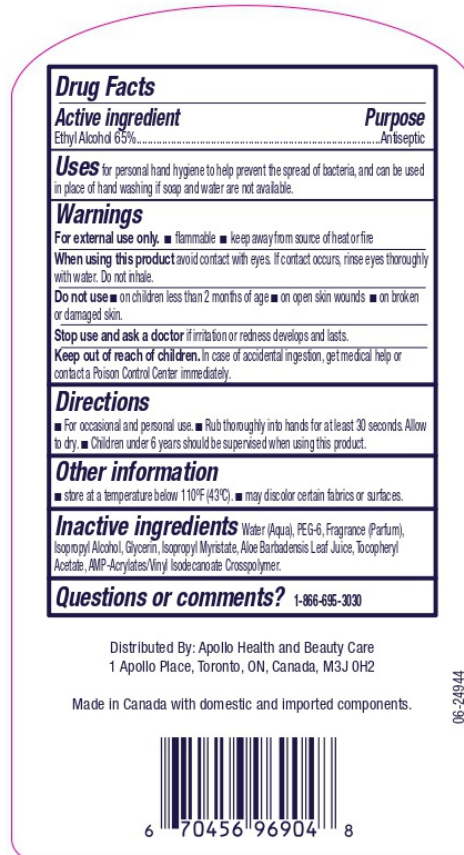 Drug Facts
Active ingredient Purpose
Ethyl Alcohol 65%..........................................................................................Antiseptic
Uses for personal hand hygiene to help prevent the spread of bacteria, and can be used
in place of hand washing if soap and water are not available.
Warnings
For external use only. ■ flammable ■ keep away from source of heat or fire
When using this product avoid contact with eyes. If contact occurs, rinse eyes thoroughly
with water. Do not inhale.
Do not use ■ on children less than 2 months of age ■ on open skin wounds ■ on broken
or damaged skin.
Stop use and ask a doctor if irritation or redness develops and lasts.
Keep out of reach of children. In case of accidental ingestion, get medical help or
contact a Poison Control Center immediately.
Directions
■ For occasional and personal use. ■ Rub thoroughly into hands for at least 30 seconds. Allow
to dry. ■ Children under 6 years should be supervised when using this product.
Other information
■ store at a temperature below 110ºF (43ºC). ■ may discolor certain fabrics or surfaces.
Inactive ingredients Water (Aqua), PEG-6, Fragrance (Parfum),
Isopropyl Alcohol, Glycerin, Isopropyl Myristate, Aloe Barbadensis Leaf Juice, Tocopheryl
Acetate, AMP-Acrylates/Vinyl Isodecanoate Crosspolymer.
Questions or comments? 1-866-695-3030
Distributed By: Apollo Health and Beauty Care
1 Apollo Place, Toronto, ON, Canada, M3J 0H2
Made in Canada with domestic and imported components.
06-24944
6 70456 96904 8